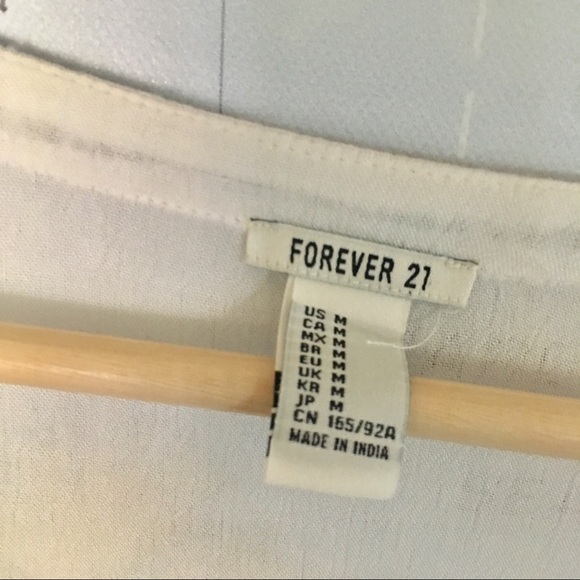 FOREVER 21
US M
CA M
MX M
BR M
EU M
UK M
KR M
JP M
CN 165/92A
MADE IN INDIA